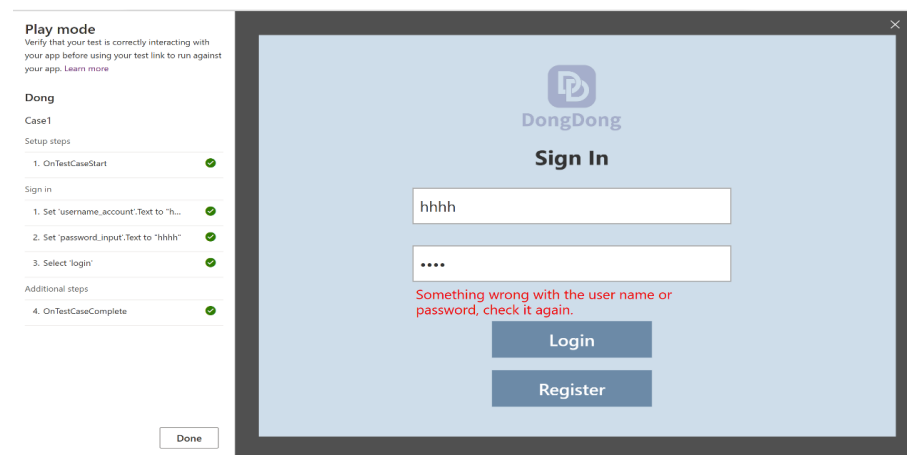 Play mode
Verify that your test is correctly interacting with
your app before using your test link to run against
your app. Learn more
Dong
Case1
Setup steps
1. OnTestCaseStart
Sign in
1. Set 'username_account'.Text to "h...
2. Set 'password_input'.Text to "hhhh"
3. Select 'login'
Additional steps
4. OnTestCaseComplete
Done
DongDong
Sign In
hhhh
••••
Something wrong with the user name or
password, check it again.
Login
Register